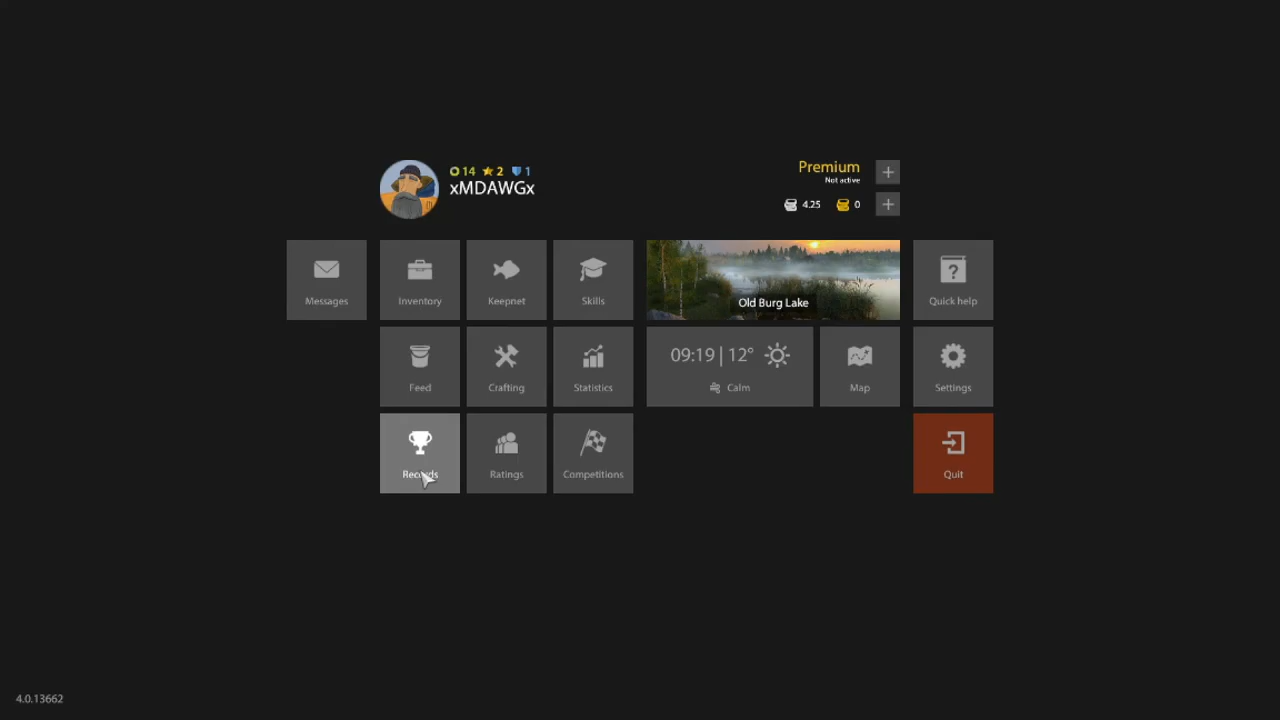 14 2 1
xMDAWGx
Premium
Not active
4.25 0
Messages
Inventory
Keepnet
Skills
Old Burg Lake
Quick help
Feed
Crafting
Statistics
09:19 | 12°
Calm
Map
Settings
Records
Ratings
Competitions
Quit
4.0.13662